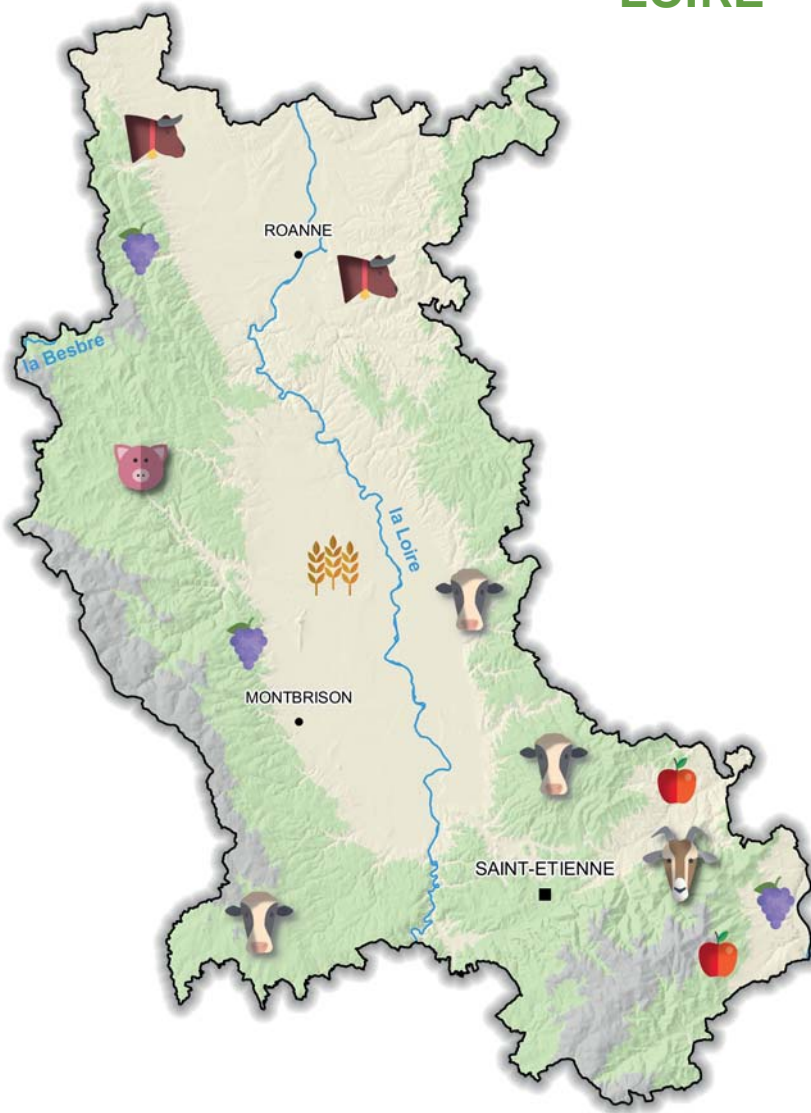 LOIRE
ROANNE
la Besbre
la Loire
MONTBRISON
SAINT-ETIENNE